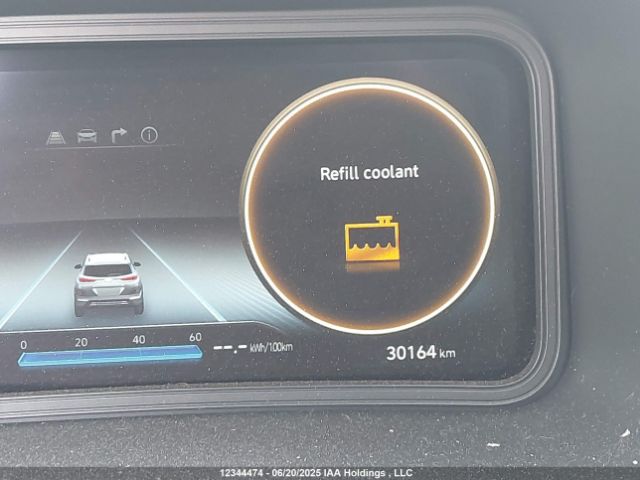 Refill coolant
0 20 40 60
--.- kWh/100km
30164 km
12344474 - 06/20/2025 IAA Holdings , LLC